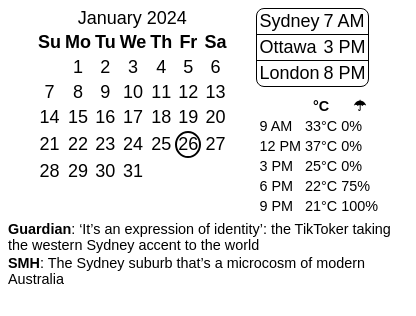 January 2024
Su Mo Tu We Th Fr Sa
1 2 3 4 5 6
7 8 9 10 11 12 13
14 15 16 17 18 19 20
21 22 23 24 25 26 27
28 29 30 31
Sydney 7 AM
Ottawa 3 PM
London 8 PM
°C ☂
9 AM 33°C 0%
12 PM 37°C 0%
3 PM 25°C 0%
6 PM 22°C 75%
9 PM 21°C 100%
Guardian: ‘It’s an expression of identity’: the TikToker taking
the western Sydney accent to the world
SMH: The Sydney suburb that’s a microcosm of modern
Australia